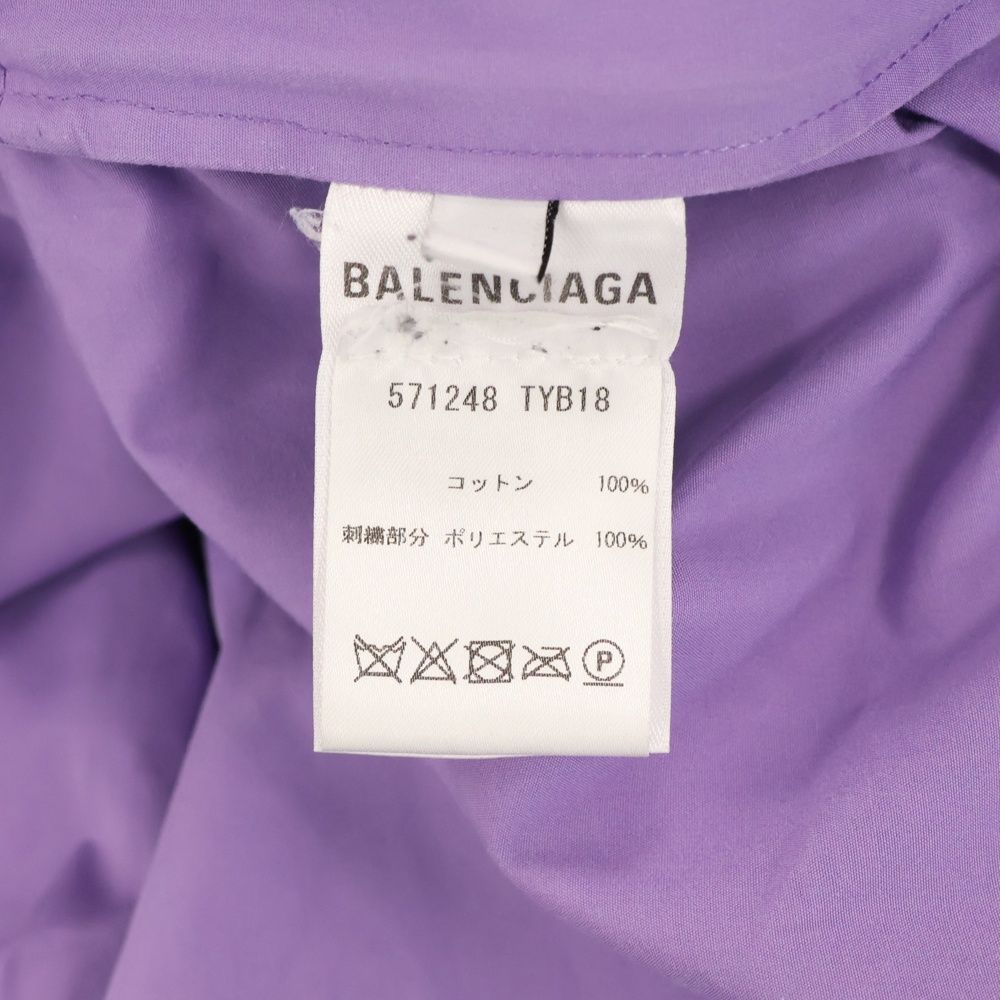 BALENCIAGA
571248 TYB18
コットン 100%
刺繍部分 ポリエステル 100%
P